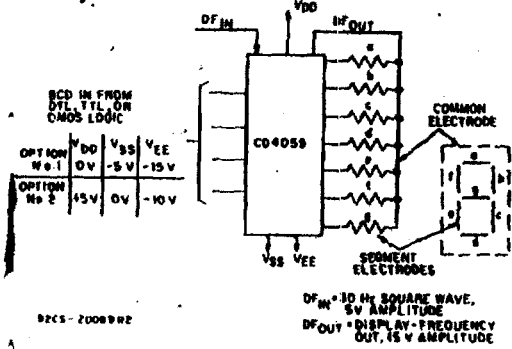 DF IN
VDD
DF OUT
a
b
c
d
e
f
g
BCD IN FROM
DTL, TTL, OR
CMOS LOGIC
CD4055
COMMON
ELECTRODE
VDD VSS VEE
OPTION No. 1 0V -5V -15V
OPTION No. 2 +5V 0V -10V
a
f b
g
e c
d
VSS VEE
SEGMENT
ELECTRODES
DF IN = 30 Hz SQUARE WAVE,
5V AMPLITUDE
DF OUT = DISPLAY-FREQUENCY
OUT, 15 V AMPLITUDE
92CS-20089R2